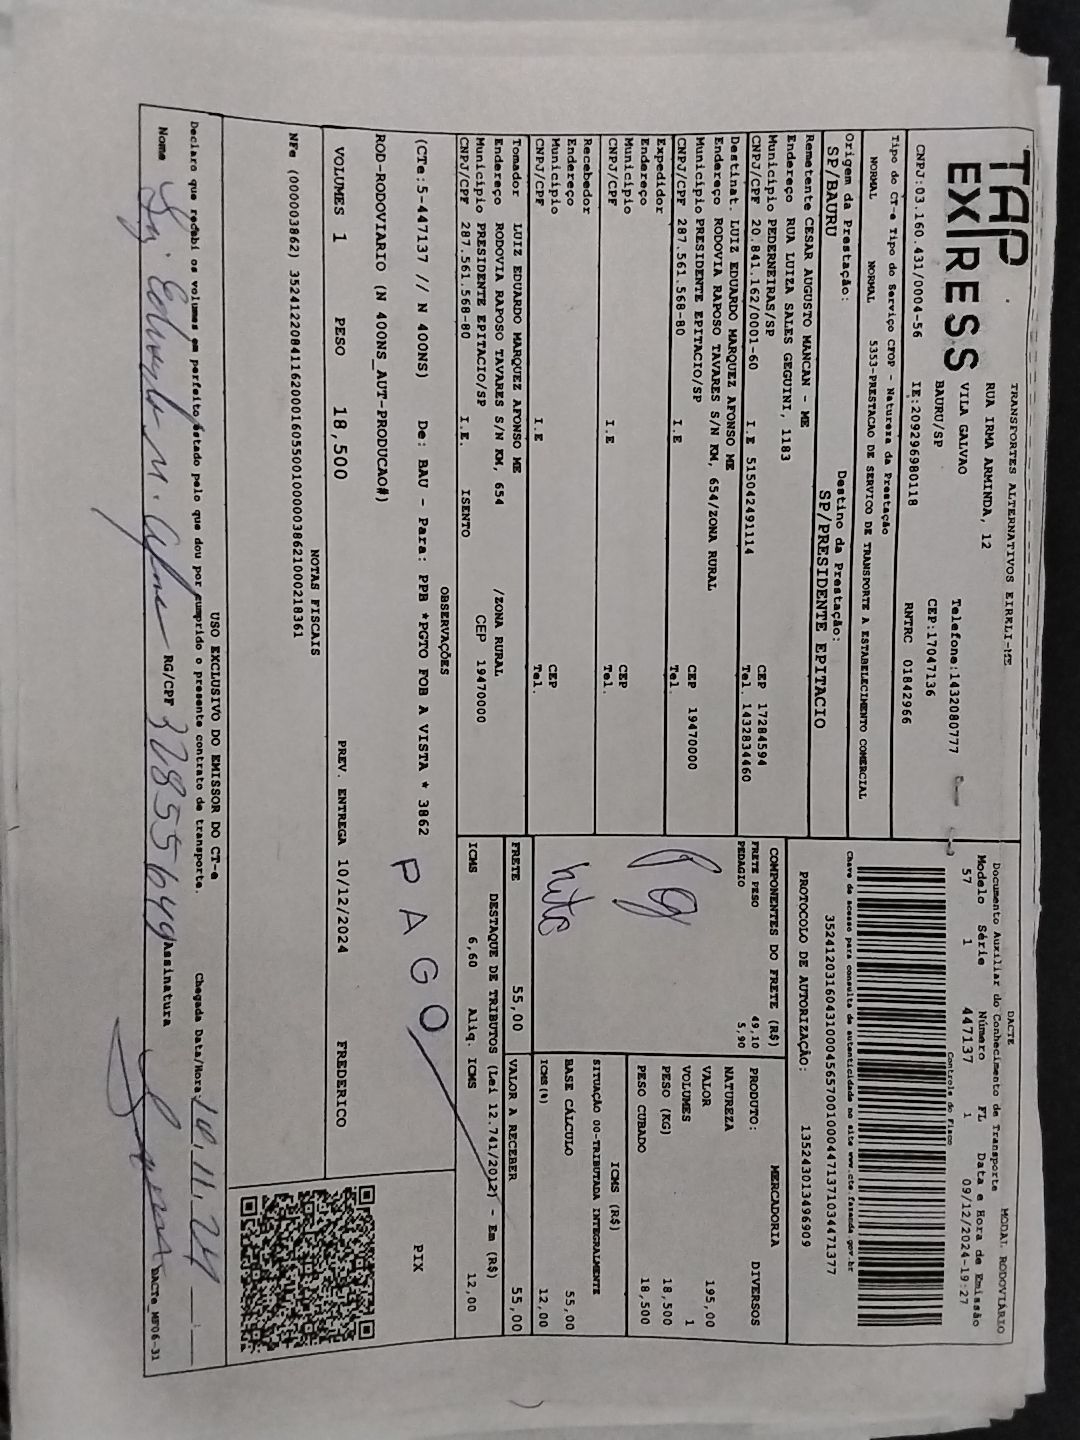 TAP EXPRESS
TRANSPORTES ALTERNATIVOS EIRELI-ME
RUA IRMA ARMINDA, 12
VILA GALVAO Telefone:1432080777
BAURU/SP CEP:17047136
CNPJ:03.160.431/0004-56 IE:209296980118 RNTRC 01842966
DACTE MODAL RODOVIARIO
Documento Auxiliar do Conhecimento de Transporte
Modelo Série Número FL Data e Hora de Emissão
57 1 447137 1 09/12/2024-19:27
Controle do Fisco
Chave de acesso para consulta de autenticidade no site www.cte.fazenda.gov.br
35241203160431000456570010004471371034471377
PROTOCOLO DE AUTORIZAÇÃO: 135243013496909
Tipo do CT-e Tipo do Serviço CFOP - Natureza da Prestação
NORMAL NORMAL 5353-PRESTACAO DE SERVICO DE TRANSPORTE A ESTABELECIMENTO COMERCIAL
Origem da Prestação: Destino da Prestação:
SP/BAURU SP/PRESIDENTE EPITACIO
Remetente CESAR AUGUSTO MANCAN - ME
Endereço RUA LUIZA SALES GEGUINI, 1183
Municipio PEDERNEIRAS/SP CEP 17284594
CNPJ/CPF 20.841.162/0001-60 I.E 515042491114 Tel. 1432834460
Destinat. LUIZ EDUARDO MARQUEZ AFONSO ME
Endereço RODOVIA RAPOSO TAVARES S/N KM, 654/ZONA RURAL
Municipio PRESIDENTE EPITACIO/SP CEP 19470000
CNPJ/CPF 287.561.568-80 I.E Tel.
Expedidor
Endereço
Municipio CEP
CNPJ/CPF I.E Tel.
Recebedor
Endereço
Municipio CEP
CNPJ/CPF I.E Tel.
Tomador LUIZ EDUARDO MARQUEZ AFONSO ME
Endereço RODOVIA RAPOSO TAVARES S/N KM, 654 /ZONA RURAL
Municipio PRESIDENTE EPITACIO/SP CEP 19470000
CNPJ/CPF 287.561.568-80 I.E. ISENTO
COMPONENTES DO FRETE (R$)
FRETE PESO 49,10
PEDAGIO 5,90
Pg
MERCADORIA
PRODUTO: DIVERSOS
NATUREZA
VALOR 195,00
VOLUMES 1
PESO (KG) 18,500
PESO CUBADO 18,500
ICMS (R$)
SITUAÇÃO 00-TRIBUTADA INTEGRALMENTE
BASE CÁLCULO 55,00
ICMS(%) 12,00
FRETE 55,00 VALOR A RECEBER 55,00
DESTAQUE DE TRIBUTOS (Lei 12.741/2012) - Em (R$)
ICMS 6,60 Aliq. ICMS 12,00
OBSERVAÇÕES
(CTe:5-447137 // N 400NS) De: BAU - Para: PPB *PGTO FOB A VISTA * 3862
ROD-RODOVIARIO (N 400NS_AUT-PRODUCAO#)
PAGO
PIX
VOLUMES 1 PESO 18,500 PREV. ENTREGA 10/12/2024 FREDERICO
NOTAS FISCAIS
NFe (000003862) 35241220841162000160550010000038621000218361
USO EXCLUSIVO DO EMISSOR DO CT-e
Declaro que recebi os volumes em perfeito estado pelo que dou por cumprido o presente contrato de transporte. Chegada Data/Hora: 10.11.24 __:__
Nome RG/CPF 328556499 Assinatura
DACTe_MF06-31